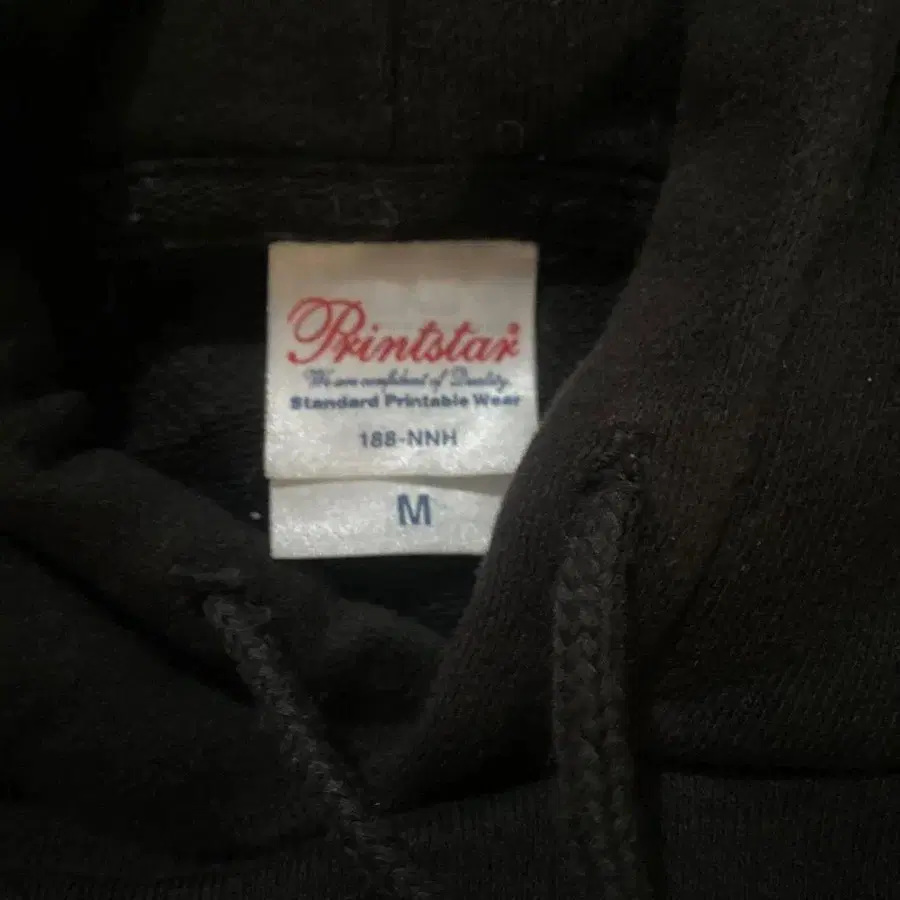 Printstar
We are confident of Quality.
Standard Printable Wear
188-NNH
M